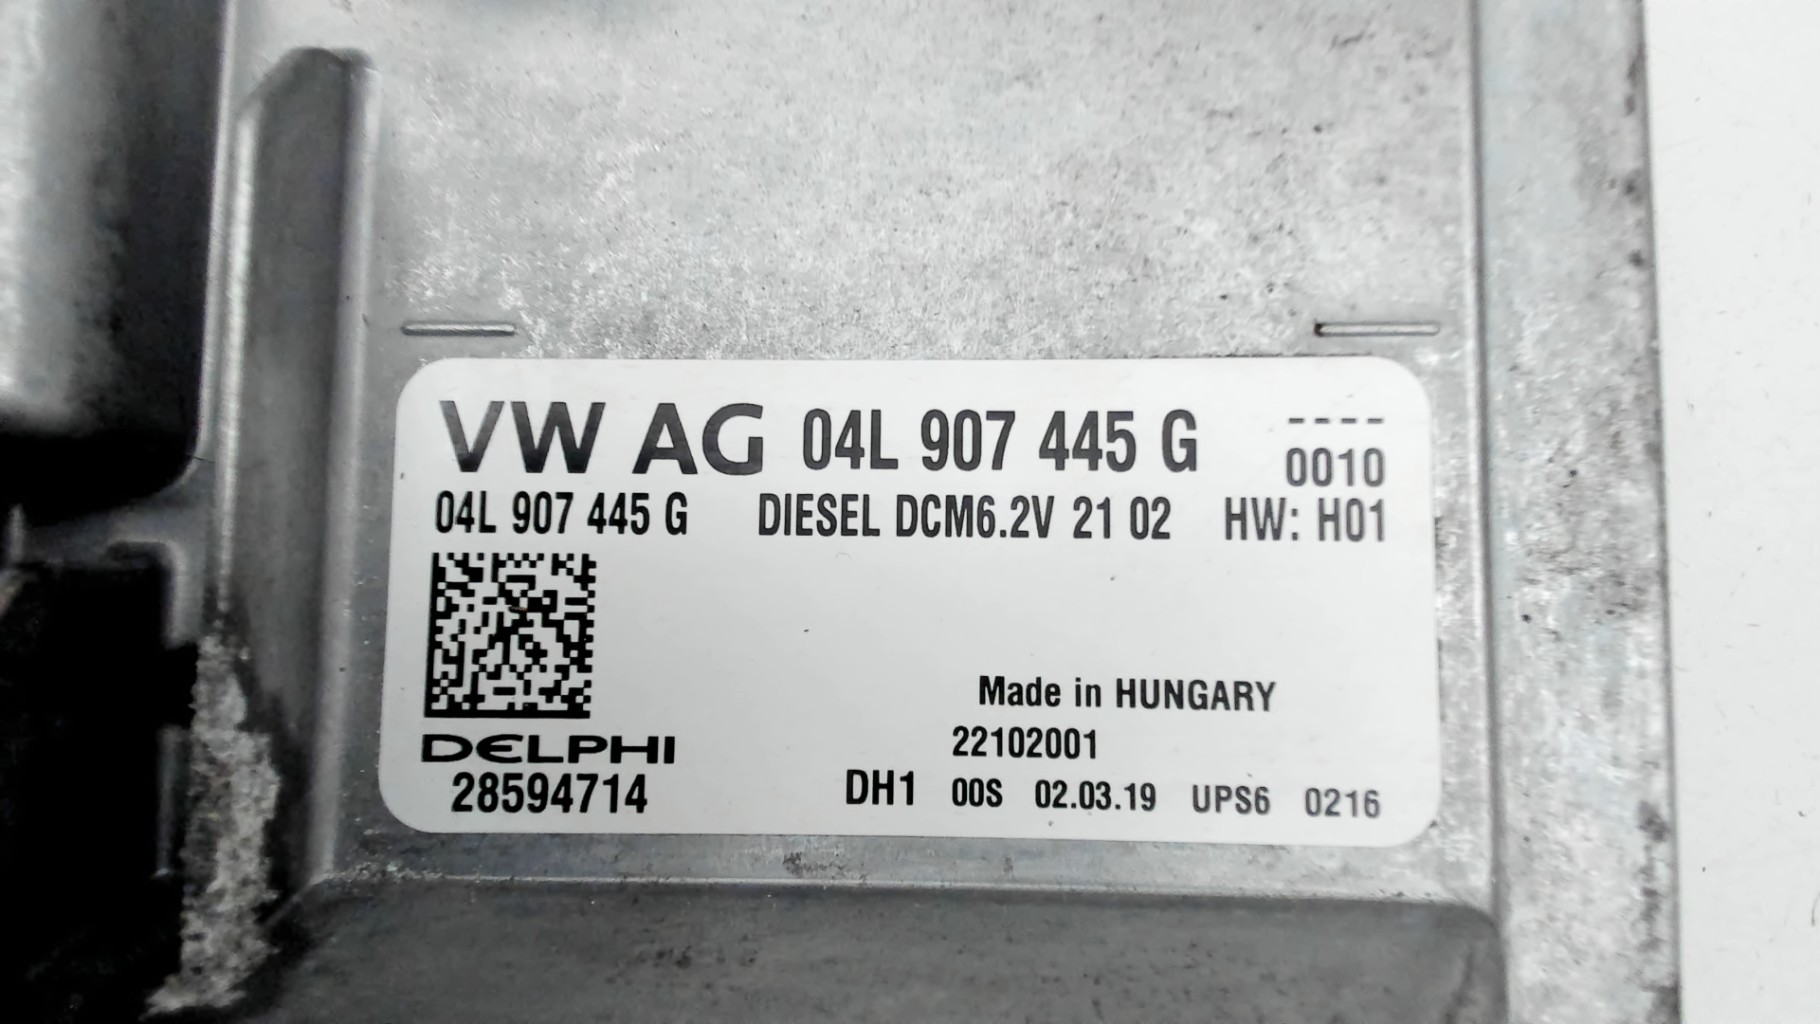 VW AG 04L 907 445 G ----
0010
04L 907 445 G DIESEL DCM6.2V 21 02 HW: H01
Made in HUNGARY
DELPHI 22102001
28594714 DH1 00S 02.03.19 UPS6 0216